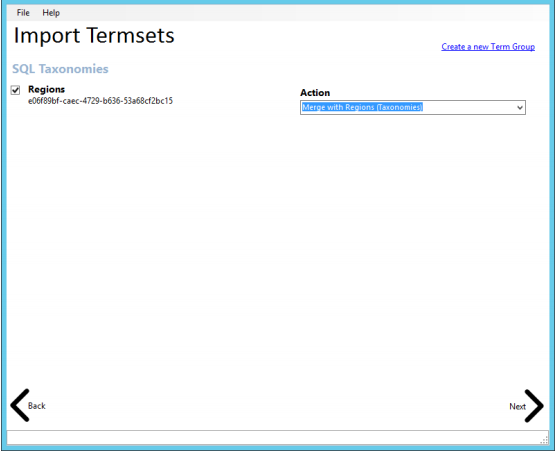 File Help
Import Termsets
Create a new Term Group
SQL Taxonomies
Regions
e06f89bf-caec-4729-b636-53a68cf2bc15
Action
Merge with Regions (Taxonomies)
Back
Next